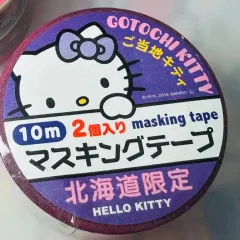 GOTOCHI KITTY
ご当地キティ
10m 2個入り masking tape
マスキングテープ
北海道限定
HELLO KITTY